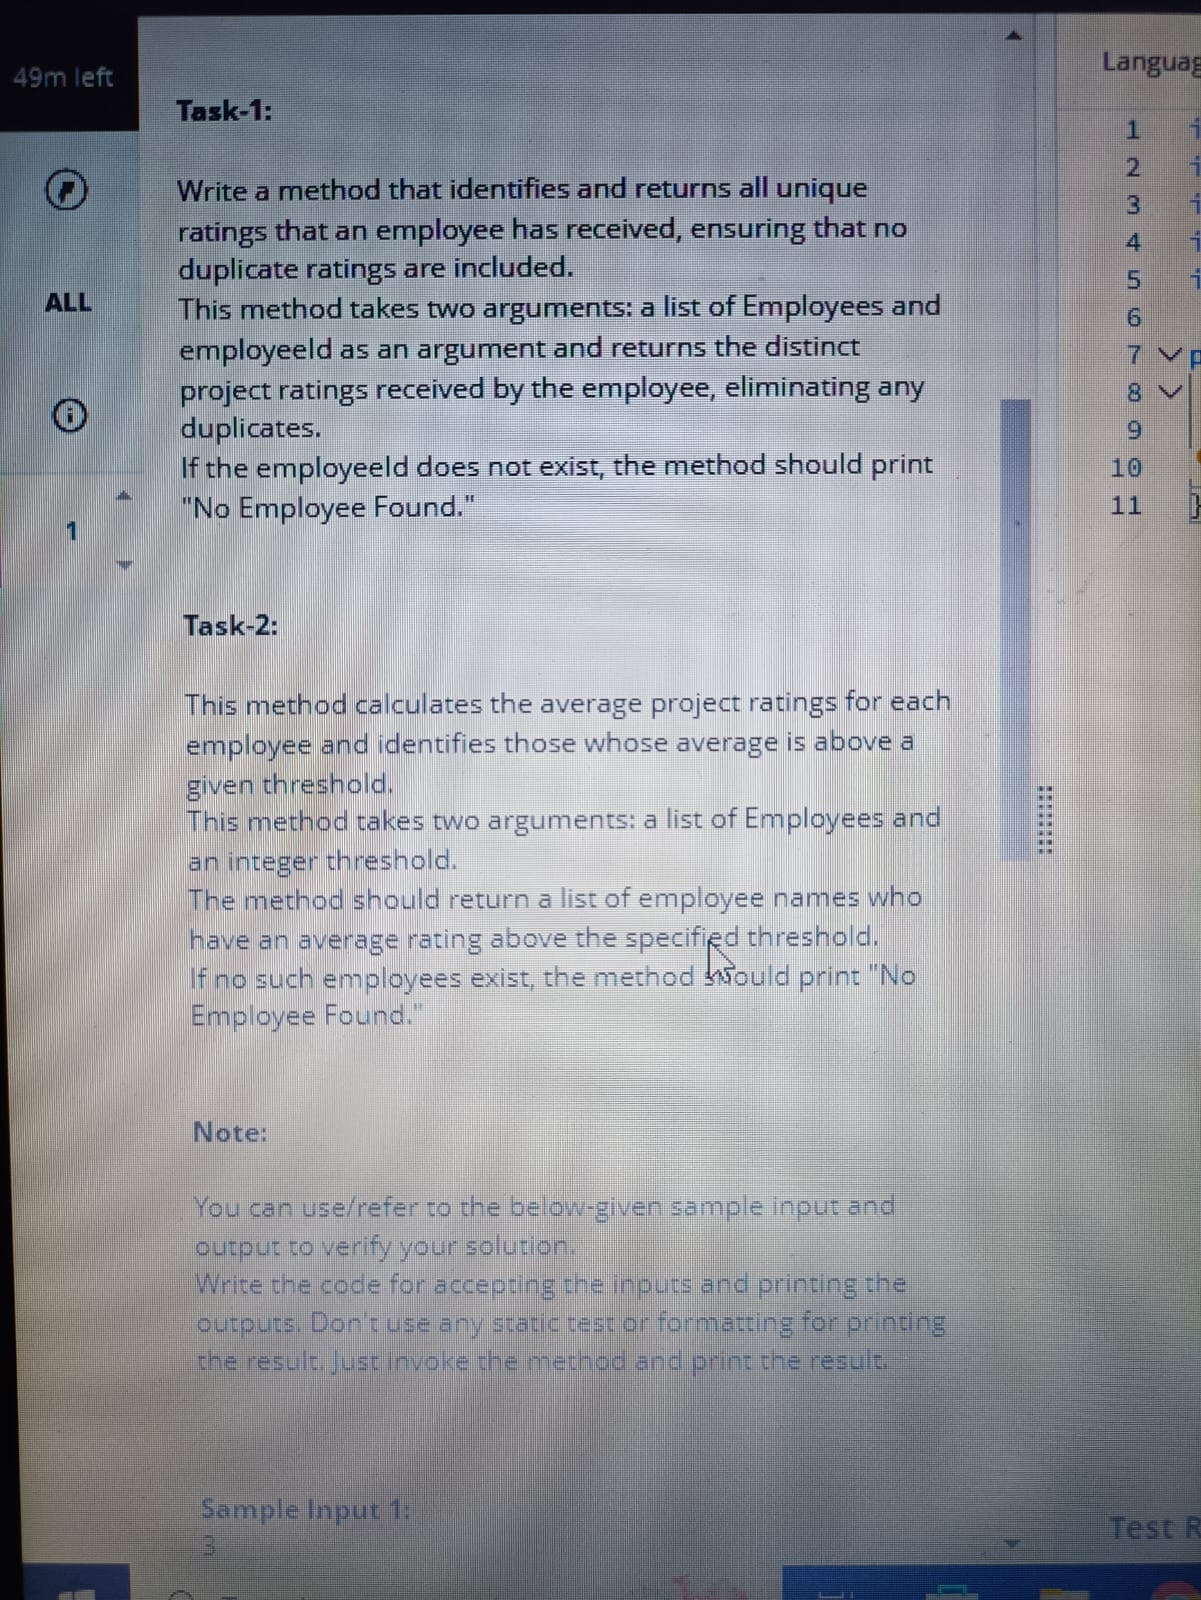 49m left
Languag
Task-1:
Write a method that identifies and returns all unique
ratings that an employee has received, ensuring that no
duplicate ratings are included.
This method takes two arguments: a list of Employees and
employeeId as an argument and returns the distinct
project ratings received by the employee, eliminating any
duplicates.
If the employeeId does not exist, the method should print
"No Employee Found."
ALL
1
Task-2:
This method calculates the average project ratings for each
employee and identifies those whose average is above a
given threshold.
This method takes two arguments: a list of Employees and
an integer threshold.
The method should return a list of employee names who
have an average rating above the specified threshold.
If no such employees exist, the method should print "No
Employee Found."
Note:
You can use/refer to the below-given sample input and
output to verify your solution.
Write the code for accepting the inputs and printing the
outputs. Don't use any static test or formatting for printing
the result. Just invoke the method and print the result.
Sample Input 1:
3
1 i
2 i
3 i
4 i
5 i
6
7 p
8
9
10
11 }
Test R